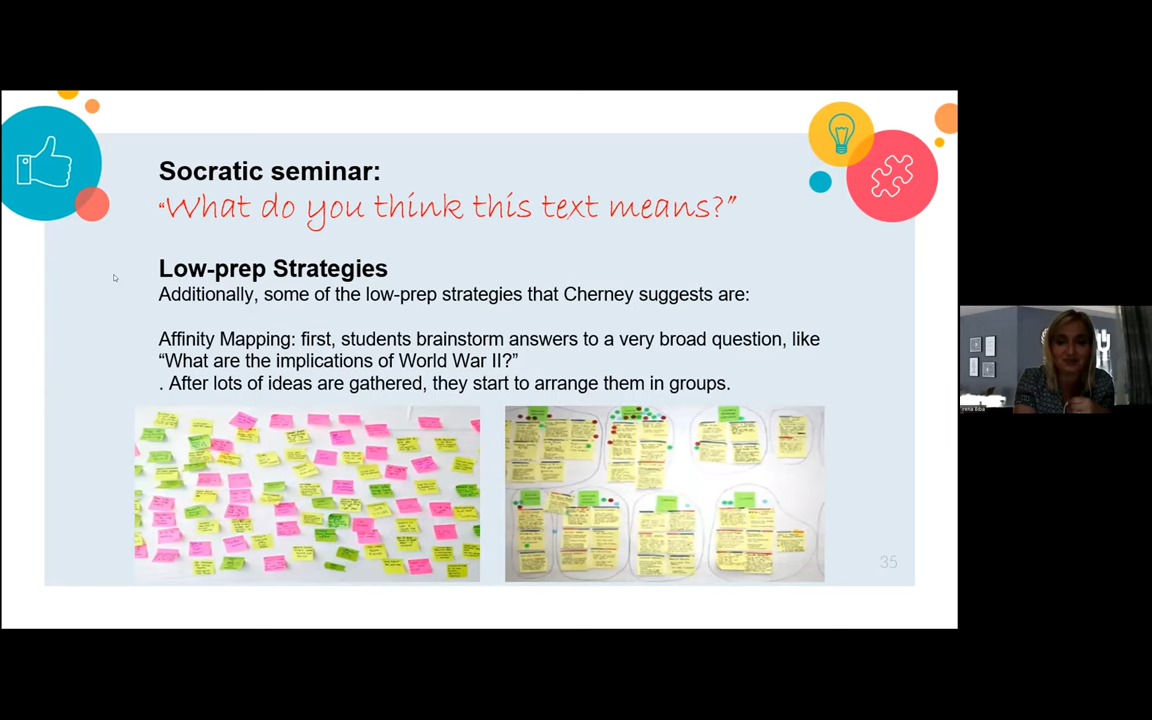 Socratic seminar:
“What do you think this text means?”
Low-prep Strategies
Additionally, some of the low-prep strategies that Cherney suggests are:
Affinity Mapping: first, students brainstorm answers to a very broad question, like
“What are the implications of World War II?”
. After lots of ideas are gathered, they start to arrange them in groups.
35